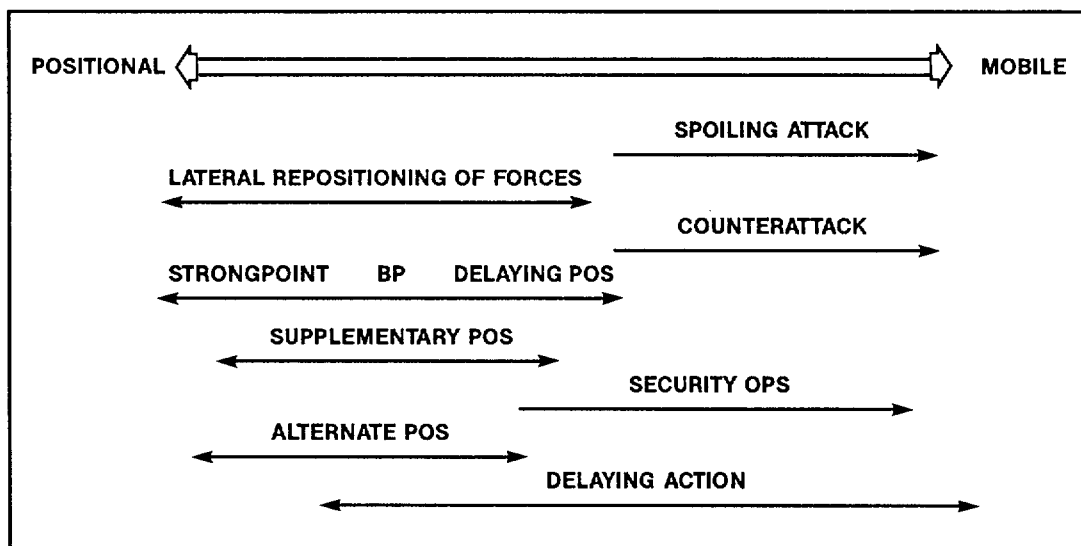 POSITIONAL MOBILE
SPOILING ATTACK
LATERAL REPOSITIONING OF FORCES
COUNTERATTACK
STRONGPOINT BP DELAYING POS
SUPPLEMENTARY POS
SECURITY OPS
ALTERNATE POS
DELAYING ACTION